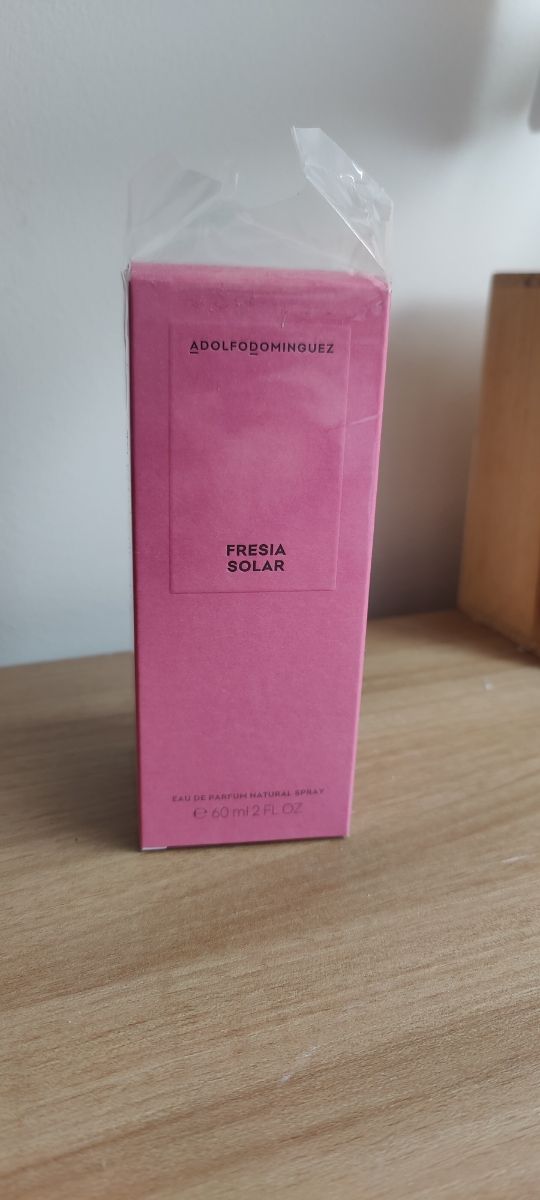 ADOLFODOMINGUEZ
FRESIA
SOLAR
EAU DE PARFUM NATURAL SPRAY
℮ 60 ml 2 FL OZ